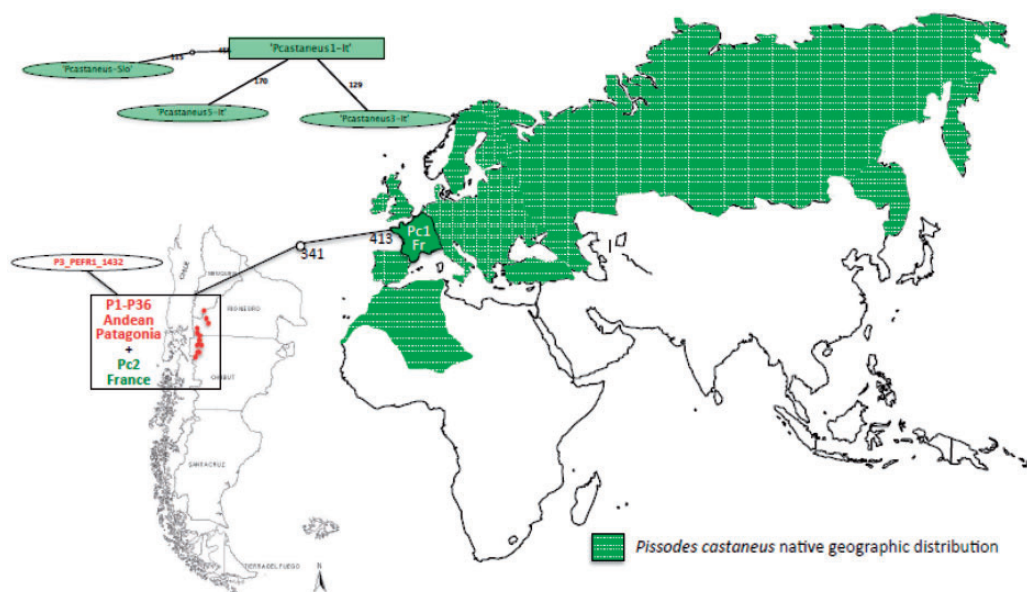 'Pcastaneus1-It'
115
'Pcastaneus-Slo'
170
129
'Pcastaneus5-It'
'Pcastaneus3-It'
Pc1
Fr
413
341
P3_PEFR1_1432
CHILE
NEUQUEN
RIO NEGRO
P1-P36
Andean
Patagonia
+
Pc2
France
CHUBUT
SANTA CRUZ
TIERRA DEL FUEGO
N
Pissodes castaneus native geographic distribution